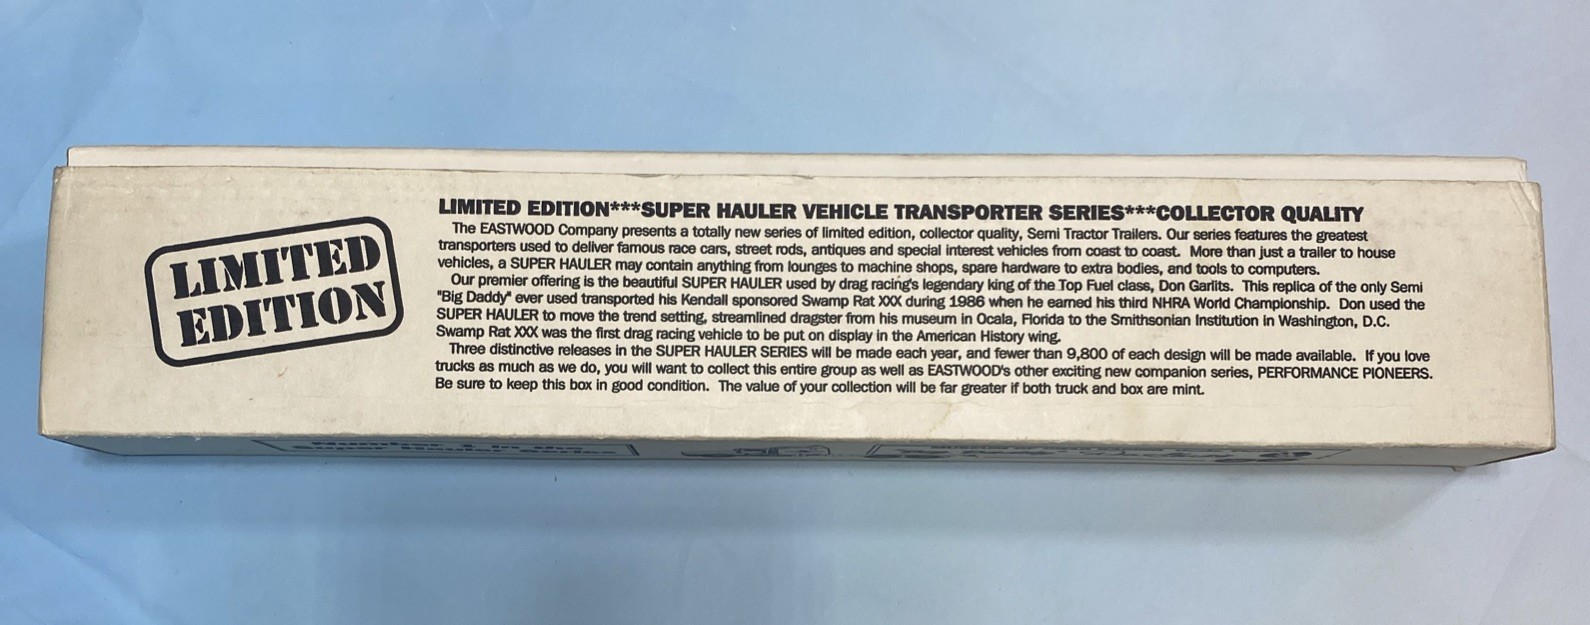 LIMITED
EDITION
LIMITED EDITION***SUPER HAULER VEHICLE TRANSPORTER SERIES***COLLECTOR QUALITY
The EASTWOOD Company presents a totally new series of limited edition, collector quality, Semi Tractor Trailers. Our series features the greatest
transporters used to deliver famous race cars, street rods, antiques and special interest vehicles from coast to coast. More than just a trailer to house
vehicles, a SUPER HAULER may contain anything from lounges to machine shops, spare hardware to extra bodies, and tools to computers.
Our premier offering is the beautiful SUPER HAULER used by drag racing's legendary king of the Top Fuel class, Don Garlits. This replica of the only Semi
"Big Daddy" ever used transported his Kendall sponsored Swamp Rat XXX during 1986 when he earned his third NHRA World Championship. Don used the
SUPER HAULER to move the trend setting, streamlined dragster from his museum in Ocala, Florida to the Smithsonian Institution in Washington, D.C.
Swamp Rat XXX was the first drag racing vehicle to be put on display in the American History wing.
Three distinctive releases in the SUPER HAULER SERIES will be made each year, and fewer than 9,800 of each design will be made available. If you love
trucks as much as we do, you will want to collect this entire group as well as EASTWOOD's other exciting new companion series, PERFORMANCE PIONEERS.
Be sure to keep this box in good condition. The value of your collection will be far greater if both truck and box are mint.
Number 1 in the
Super Hauler Series